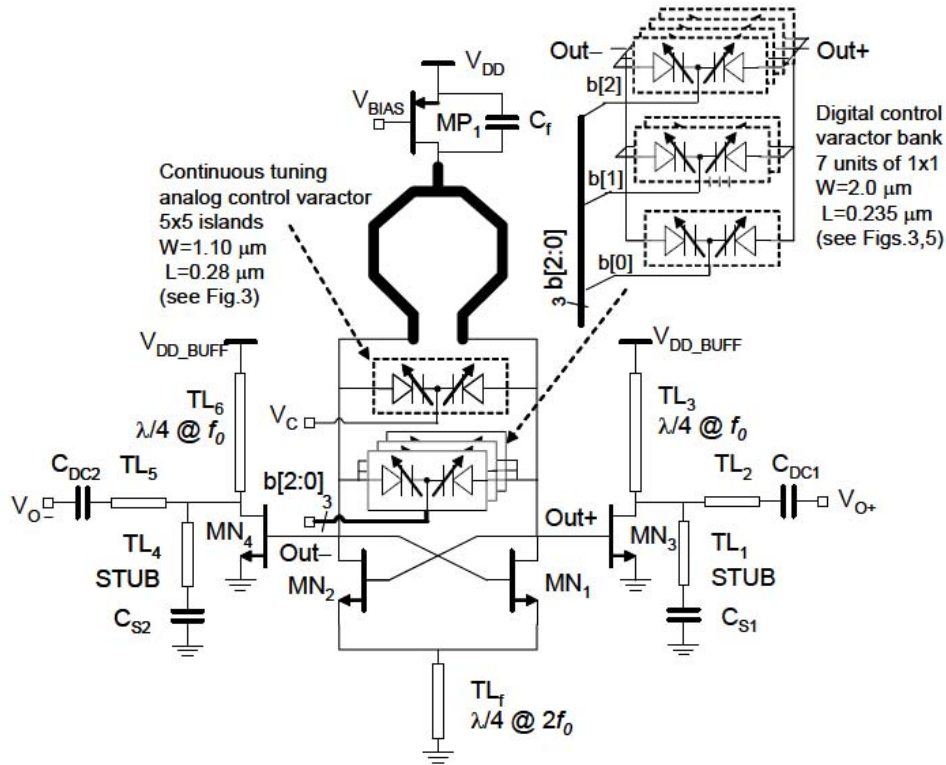 Out– Out+
V_DD
b[2]
V_BIAS
MP_1
C_f
Digital control
varactor bank
7 units of 1x1
W=2.0 μm
L=0.235 μm
(see Figs.3,5)
Continuous tuning
analog control varactor
5x5 islands
W=1.10 μm
L=0.28 μm
(see Fig.3)
b[1]
b[0]
b[2:0]
3
V_DD_BUFF
V_DD_BUFF
TL_6
λ/4 @ f_0
TL_3
λ/4 @ f_0
V_C
C_DC2
TL_5
b[2:0]
3
TL_2
C_DC1
V_O–
V_O+
MN_4
Out–
Out+
MN_3
TL_4
STUB
MN_2
MN_1
TL_1
STUB
C_S2
C_S1
TL_f
λ/4 @ 2f_0